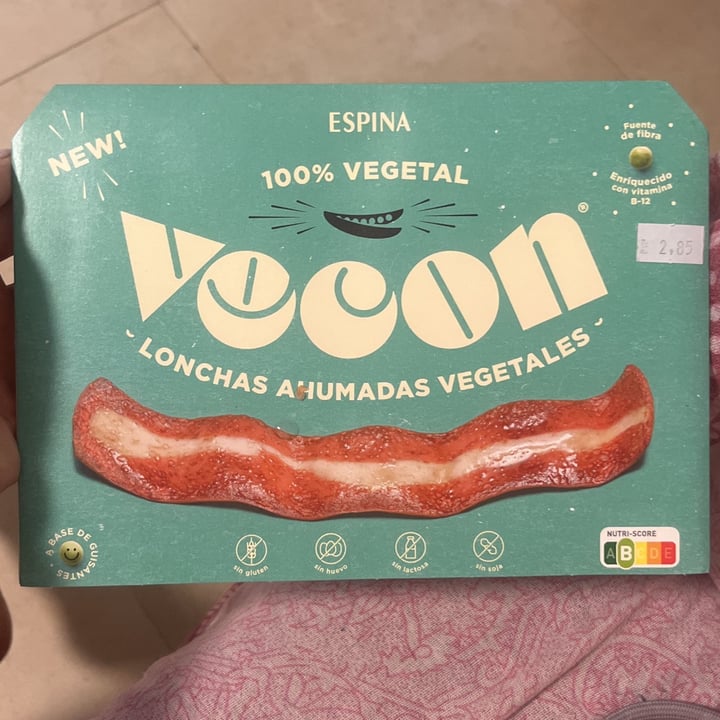 ESPINA
NEW!
100% VEGETAL
Fuente
de fibra
Enriquecido
con vitamina
B-12
vecon®
2,85
LONCHAS AHUMADAS VEGETALES
A BASE DE GUISANTES
sin gluten
sin huevo
sin lactosa
sin soja
NUTRI-SCORE
A B C D E